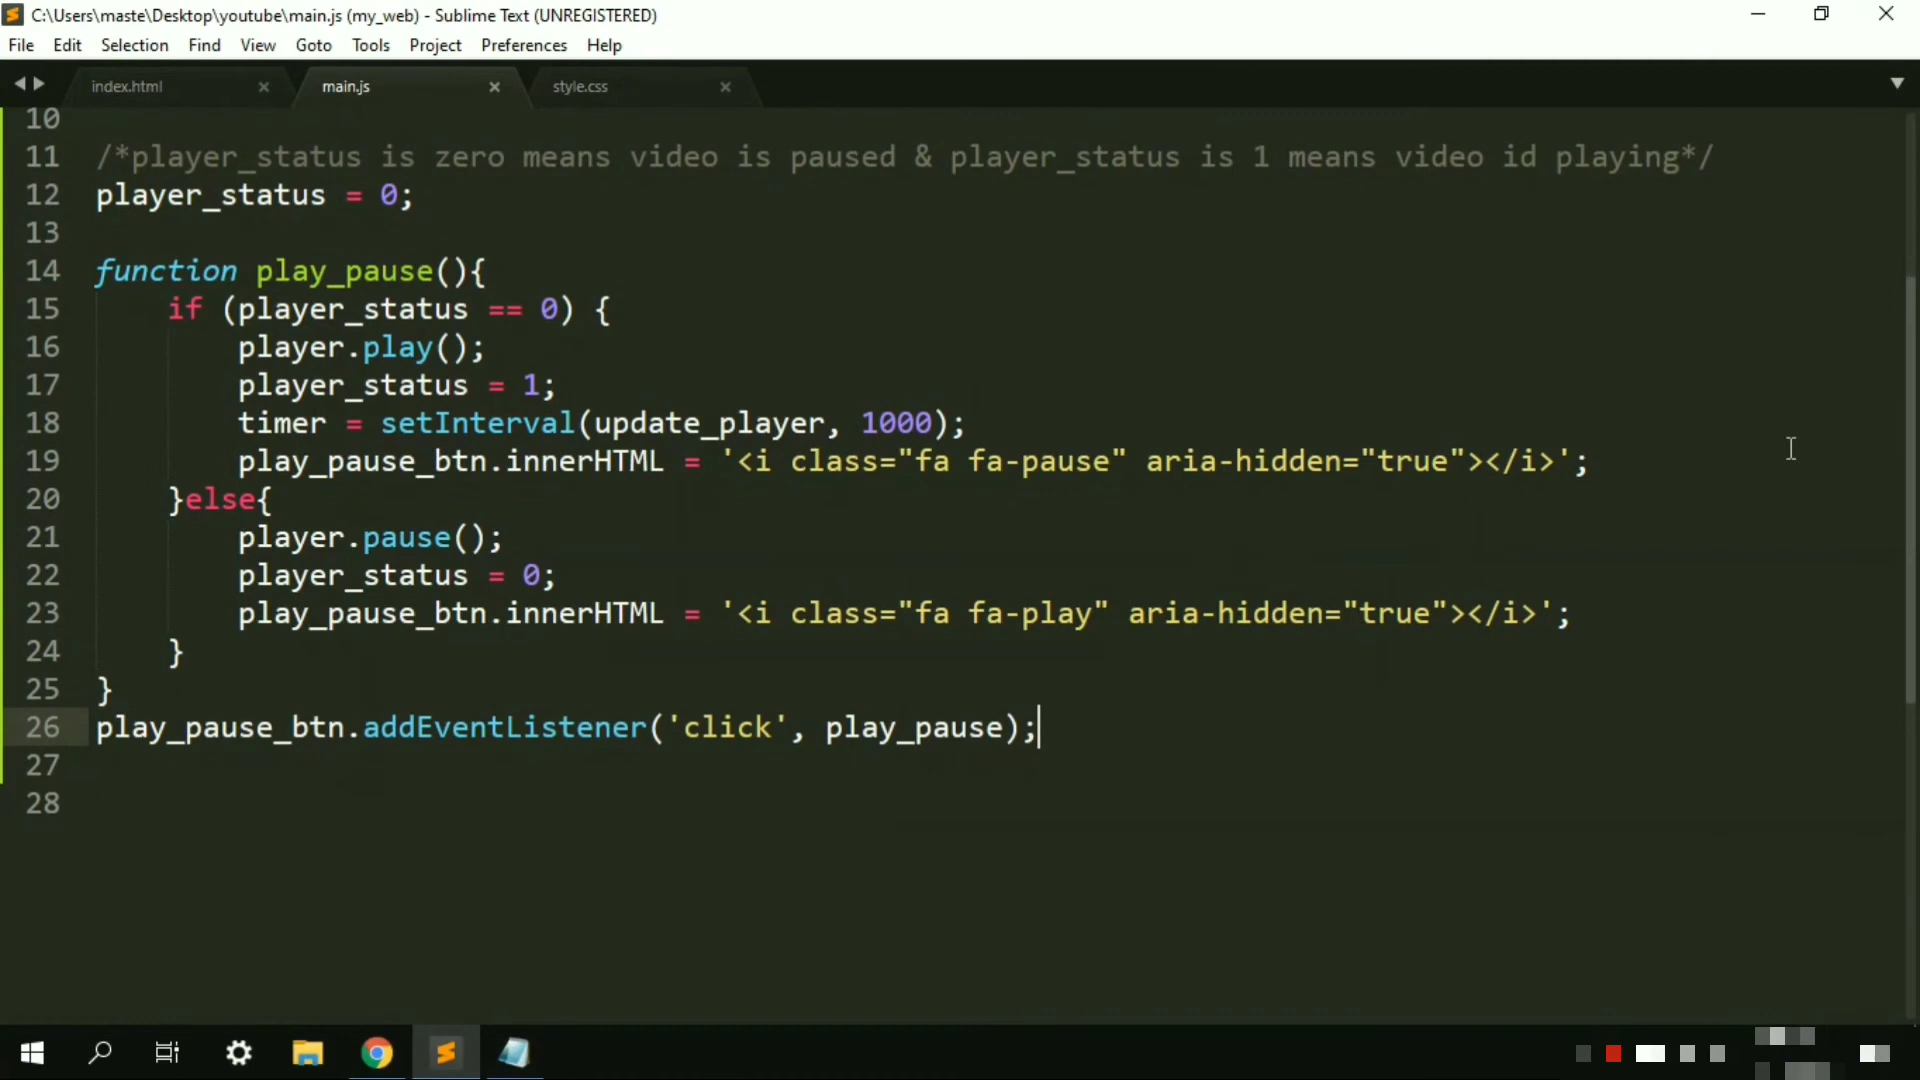 C:\Users\maste\Desktop\youtube\main.js (my_web) - Sublime Text (UNREGISTERED)
File Edit Selection Find View Goto Tools Project Preferences Help
index.html main.js style.css
10
11 /*player_status is zero means video is paused & player_status is 1 means video id playing*/
12 player_status = 0;
13
14 function play_pause(){
15     if (player_status == 0) {
16         player.play();
17         player_status = 1;
18         timer = setInterval(update_player, 1000);
19         play_pause_btn.innerHTML = '<i class="fa fa-pause" aria-hidden="true"></i>';
20     }else{
21         player.pause();
22         player_status = 0;
23         play_pause_btn.innerHTML = '<i class="fa fa-play" aria-hidden="true"></i>';
24     }
25 }
26 play_pause_btn.addEventListener('click', play_pause);
27
28